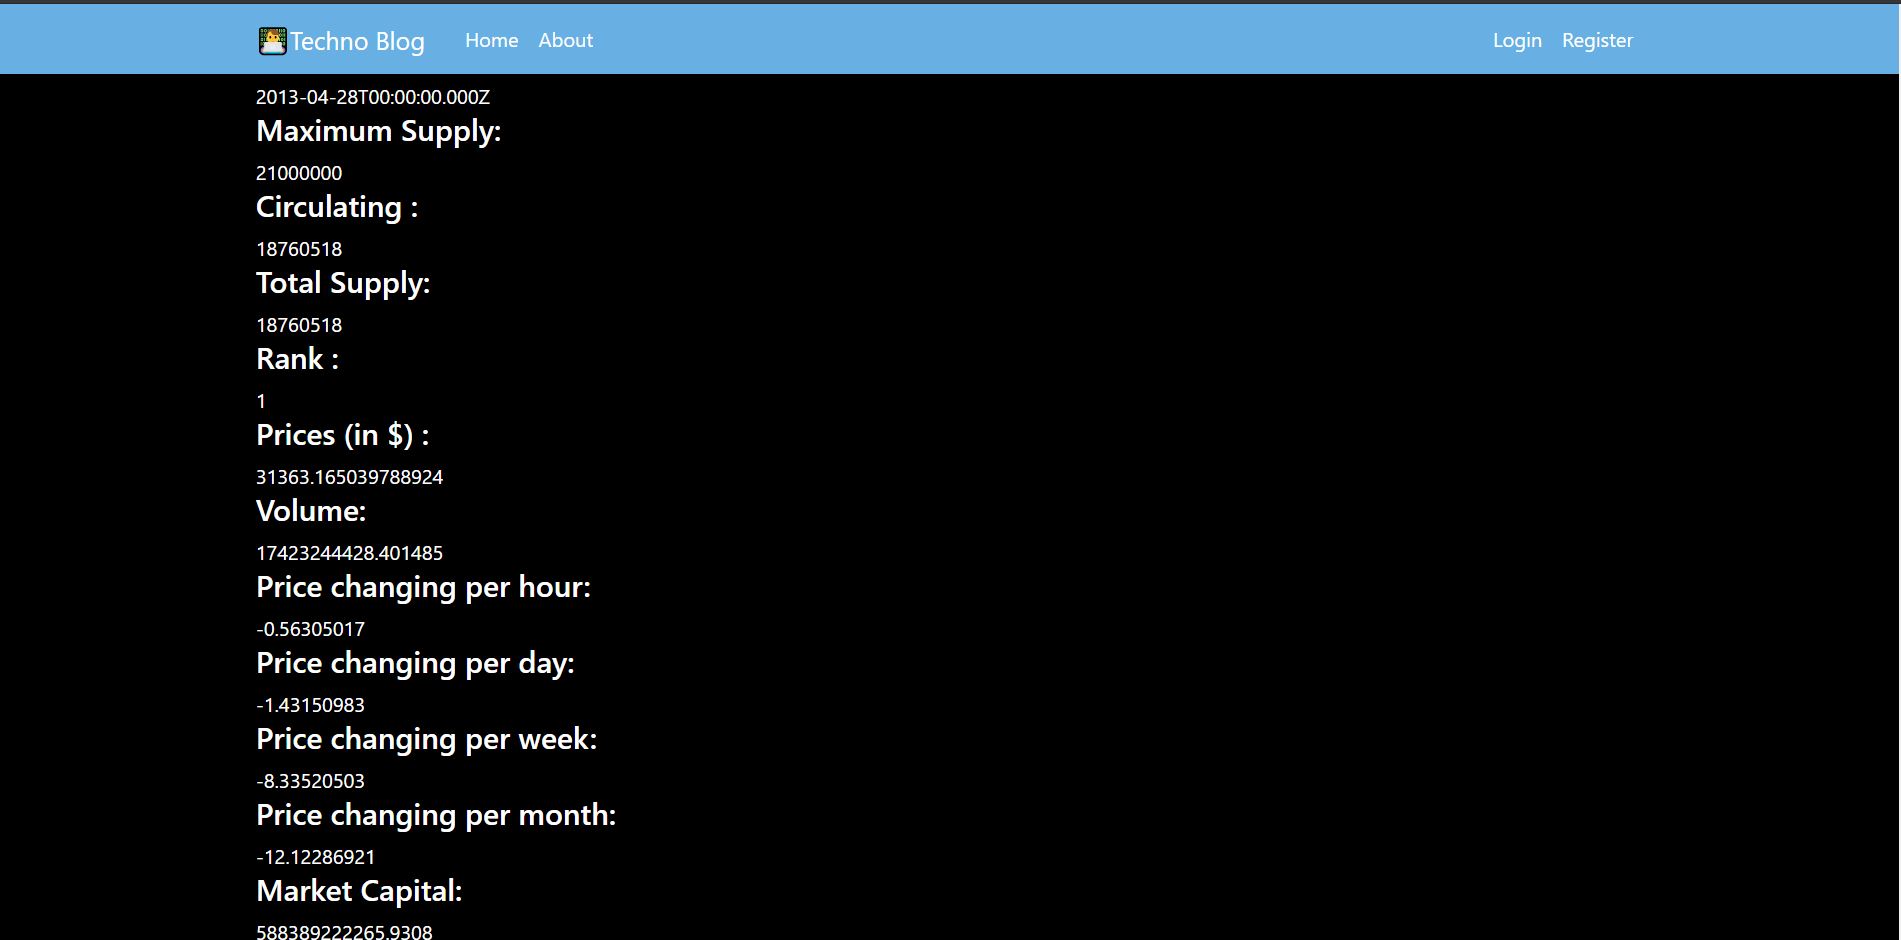 Techno Blog Home About Login Register
2013-04-28T00:00:00.000Z
Maximum Supply:
21000000
Circulating :
18760518
Total Supply:
18760518
Rank :
1
Prices (in $) :
31363.165039788924
Volume:
17423244428.401485
Price changing per hour:
-0.56305017
Price changing per day:
-1.43150983
Price changing per week:
-8.33520503
Price changing per month:
-12.12286921
Market Capital:
588389222265.9308